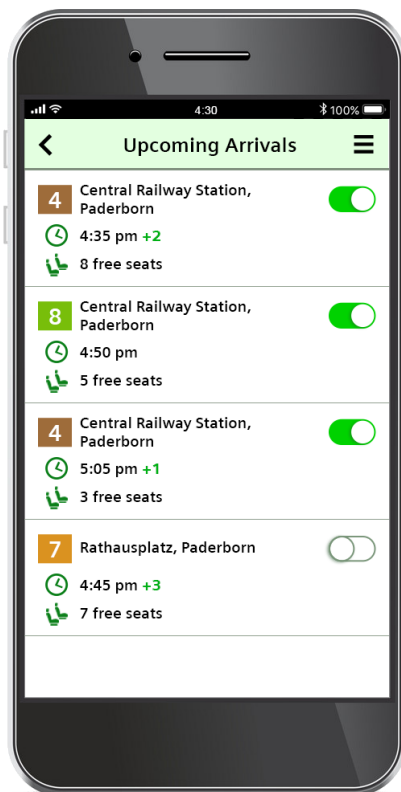 4:30
100%
Upcoming Arrivals
4
Central Railway Station,
Paderborn
4:35 pm +2
8 free seats
8
Central Railway Station,
Paderborn
4:50 pm
5 free seats
4
Central Railway Station,
Paderborn
5:05 pm +1
3 free seats
7
Rathausplatz, Paderborn
4:45 pm +3
7 free seats